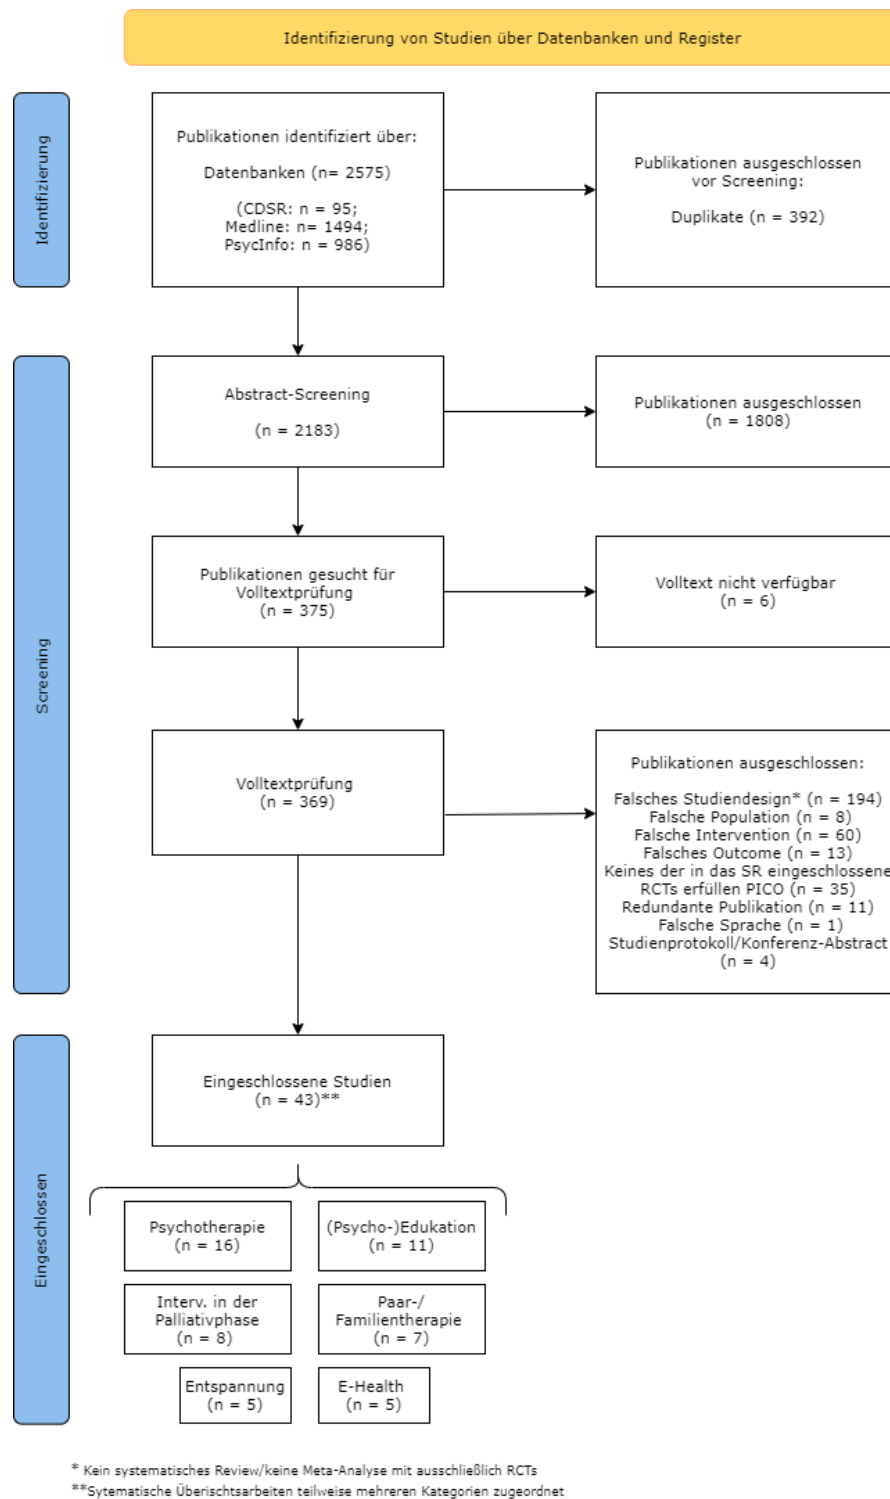 Identifizierung von Studien über Datenbanken und Register
Identifizierung
Publikationen identifiziert über:
Datenbanken (n= 2575)
(CDSR: n = 95;
Medline: n= 1494;
PsycInfo: n = 986)
Publikationen ausgeschlossen
vor Screening:
Duplikate (n = 392)
Screening
Abstract-Screening
(n = 2183)
Publikationen ausgeschlossen
(n = 1808)
Publikationen gesucht für
Volltextprüfung
(n = 375)
Volltext nicht verfügbar
(n = 6)
Volltextprüfung
(n = 369)
Publikationen ausgeschlossen:
Falsches Studiendesign* (n = 194)
Falsche Population (n = 8)
Falsche Intervention (n = 60)
Falsches Outcome (n = 13)
Keines der in das SR eingeschlossene
RCTs erfüllen PICO (n = 35)
Redundante Publikation (n = 11)
Falsche Sprache (n = 1)
Studienprotokoll/Konferenz-Abstract
(n = 4)
Eingeschlossen
Eingeschlossene Studien
(n = 43)**
Psychotherapie
(n = 16)
(Psycho-)Edukation
(n = 11)
Interv. in der
Palliativphase
(n = 8)
Paar-/
Familientherapie
(n = 7)
Entspannung
(n = 5)
E-Health
(n = 5)
* Kein systematisches Review/keine Meta-Analyse mit ausschließlich RCTs
**Sytematische Überischtsarbeiten teilweise mehreren Kategorien zugeordnet